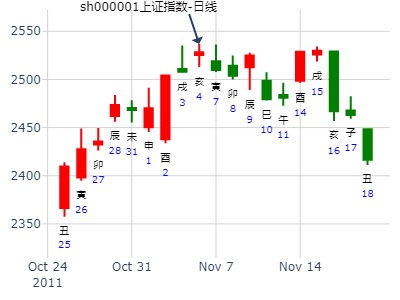 sh000001上证指数-日线
2550
2500
2450
2400
2350
丑
25
寅
26
卯
27
辰
28
未
31
申
1
酉
2
戌
3
亥
4
寅
7
卯
8
辰
9
巳
10
午
11
酉
14
戌
15
亥
16
子
17
丑
18
Oct 24
2011
Oct 31
Nov 7
Nov 14